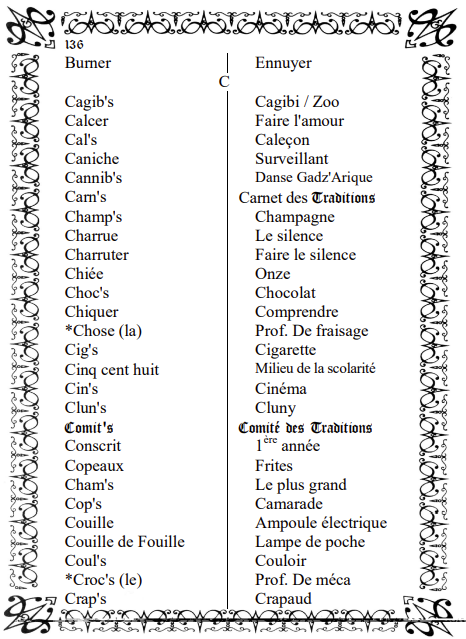 136
Burner Ennuyer
C
Cagib's Cagibi / Zoo
Calcer Faire l'amour
Cal's Caleçon
Caniche Surveillant
Cannib's Danse Gadz'Arique
Carn's Carnet des Traditions
Champ's Champagne
Charrue Le silence
Charruter Faire le silence
Chiée Onze
Choc's Chocolat
Chiquer Comprendre
*Chose (la) Prof. De fraisage
Cig's Cigarette
Cinq cent huit Milieu de la scolarité
Cin's Cinéma
Clun's Cluny
Comit's Comité des Traditions
Conscrit 1ère année
Copeaux Frites
Cham's Le plus grand
Cop's Camarade
Couille Ampoule électrique
Couille de Fouille Lampe de poche
Coul's Couloir
*Croc's (le) Prof. De méca
Crap's Crapaud